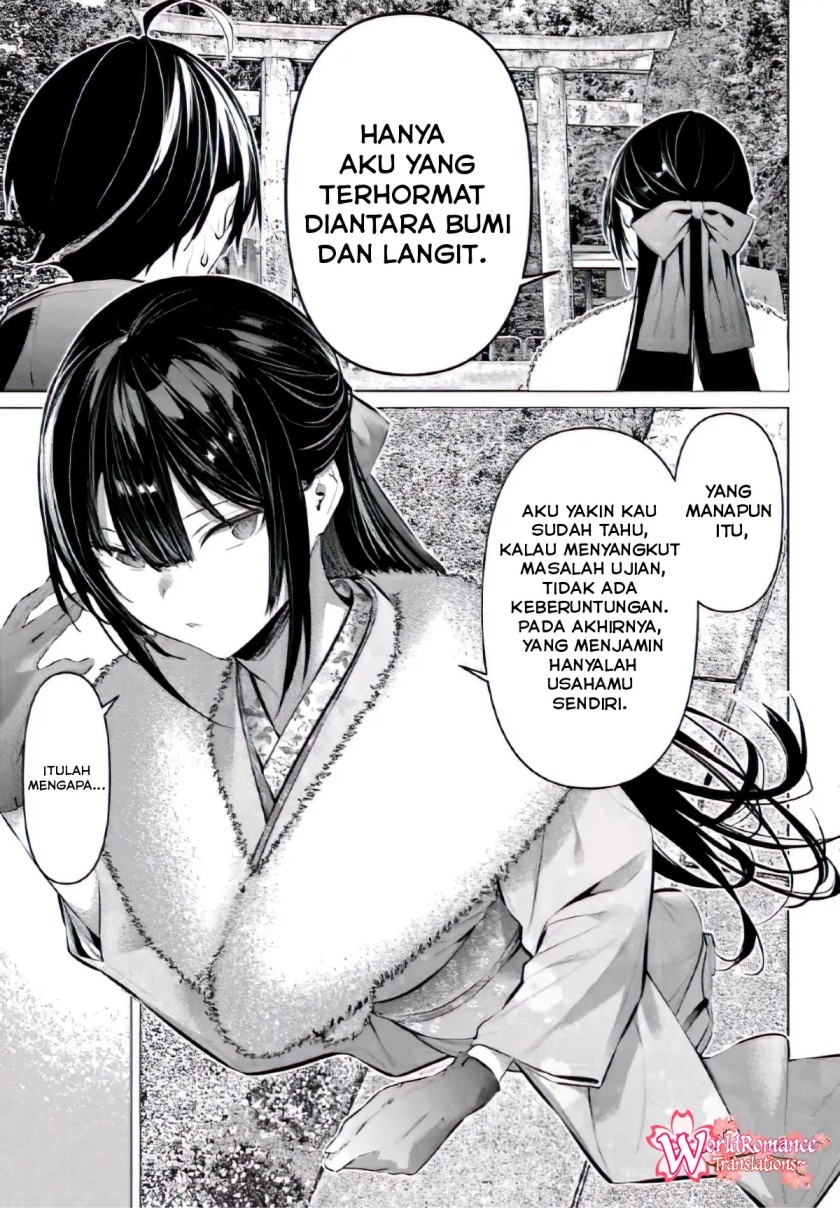 HANYA
AKU YANG
TERHORMAT
DIANTARA BUMI
DAN LANGIT.
YANG
MANAPUN
ITU,
AKU YAKIN KAU
SUDAH TAHU,
KALAU MENYANGKUT
MASALAH UJIAN,
TIDAK ADA
KEBERUNTUNGAN.
PADA AKHIRNYA,
YANG MENJAMIN
HANYALAH
USAHAMU
SENDIRI.
ITULAH
MENGAPA...
WorldRomance
Translations~